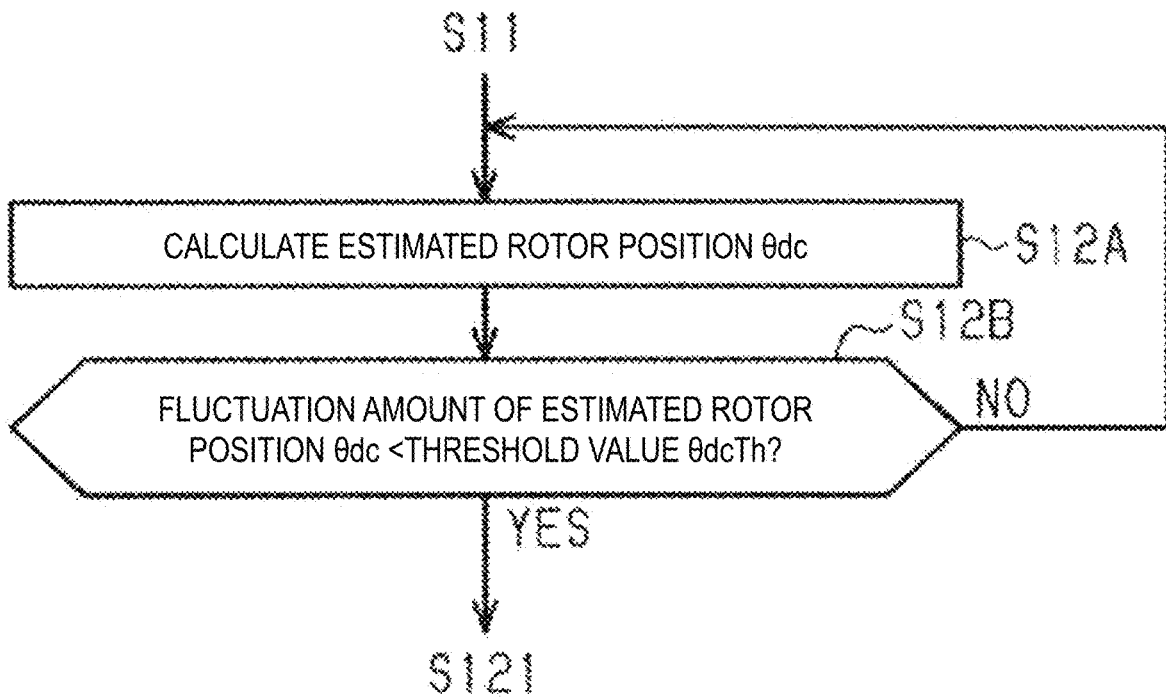 S11
CALCULATE ESTIMATED ROTOR POSITION θdc
S12A
S12B
FLUCTUATION AMOUNT OF ESTIMATED ROTOR
POSITION θdc <THRESHOLD VALUE θdcTh?
NO
YES
S121